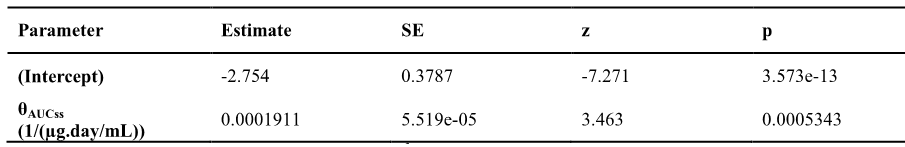 Parameter Estimate SE z p
(Intercept) -2.754 0.3787 -7.271 3.573e-13
θAUCss
(1/(µg.day/mL)) 0.0001911 5.519e-05 3.463 0.0005343